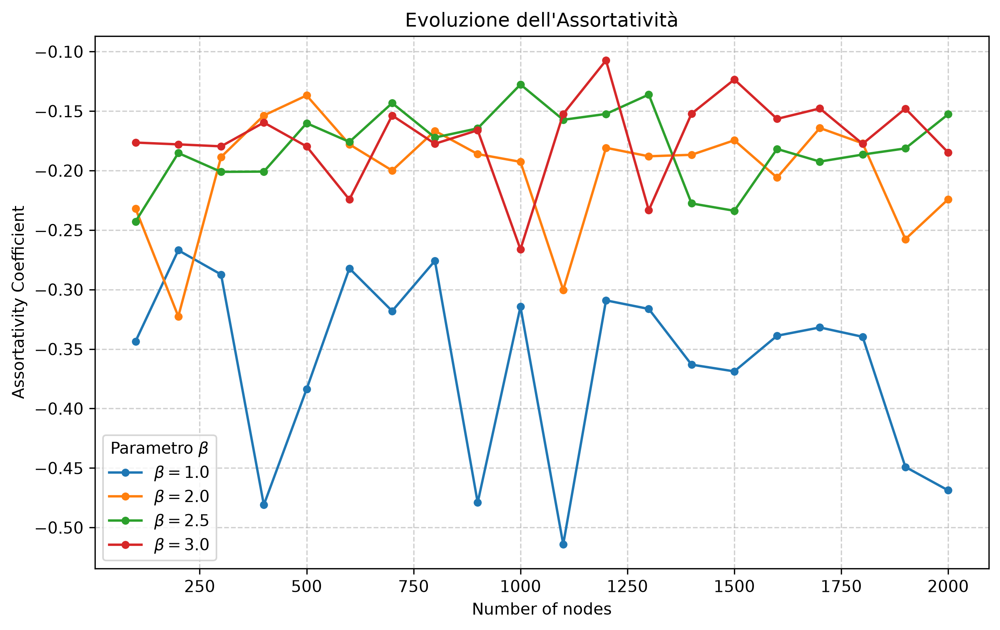 Evoluzione dell'Assortatività
Assortativity Coefficient
−0.10
−0.15
−0.20
−0.25
−0.30
−0.35
−0.40
−0.45
−0.50
Parametro β
β = 1.0
β = 2.0
β = 2.5
β = 3.0
250 500 750 1000 1250 1500 1750 2000
Number of nodes